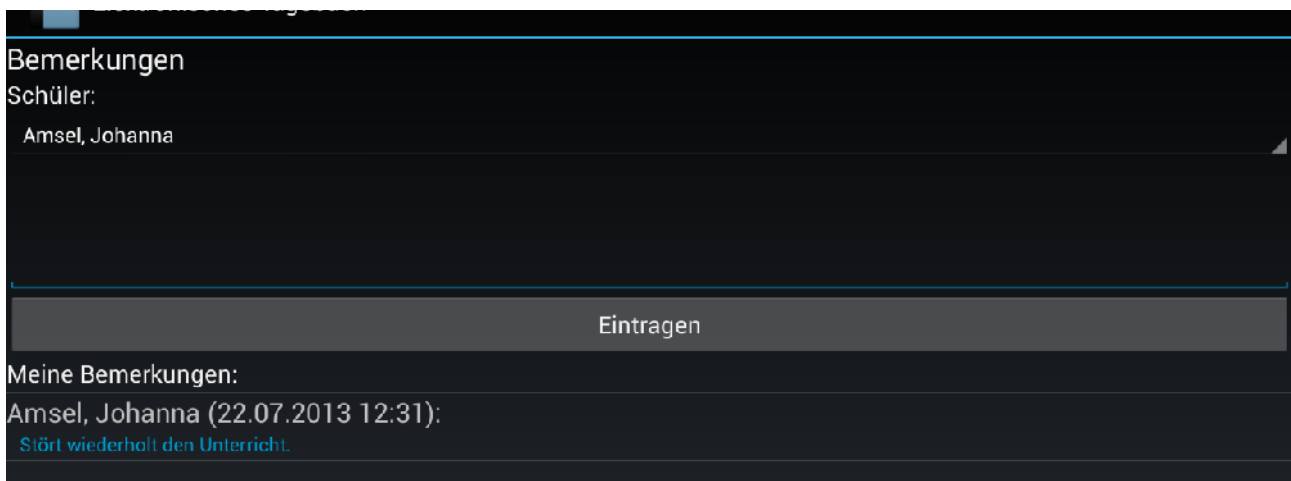 Bemerkungen
Schüler:
Amsel, Johanna
Eintragen
Meine Bemerkungen:
Amsel, Johanna (22.07.2013 12:31):
Stört wiederholt den Unterricht.